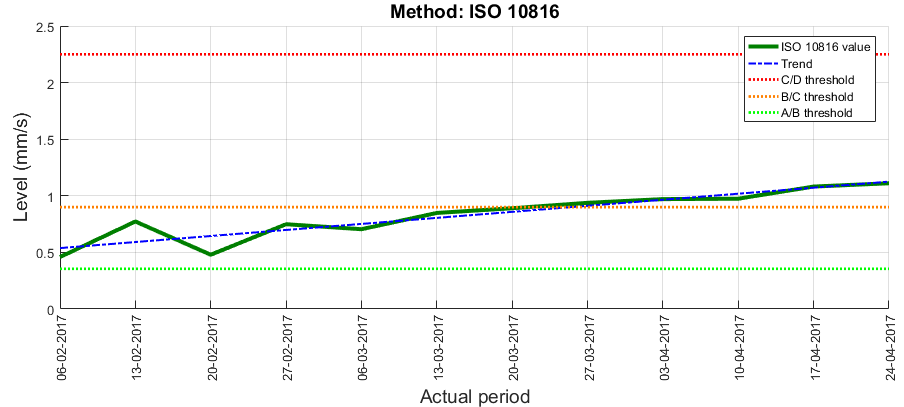 Method: ISO 10816
Level (mm/s)
2.5
2
1.5
1
0.5
0
ISO 10816 value
Trend
C/D threshold
B/C threshold
A/B threshold
06-02-2017
13-02-2017
20-02-2017
27-02-2017
06-03-2017
13-03-2017
20-03-2017
27-03-2017
03-04-2017
10-04-2017
17-04-2017
24-04-2017
Actual period